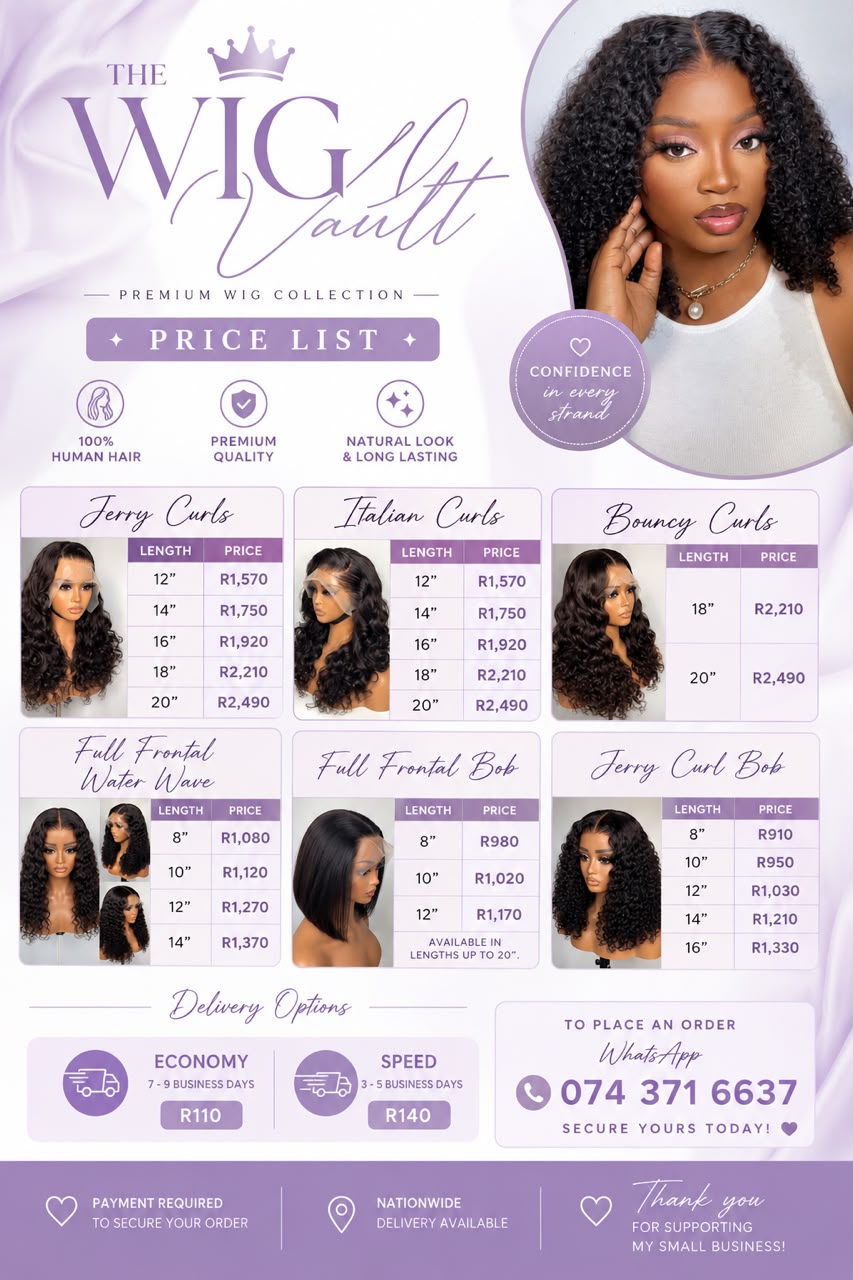 THE
WIG
Vault
PREMIUM WIG COLLECTION
PRICE LIST
100%
HUMAN HAIR
PREMIUM
QUALITY
NATURAL LOOK
& LONG LASTING
CONFIDENCE
in every
strand
Jerry Curls
LENGTH PRICE
12” R1,570
14” R1,750
16” R1,920
18” R2,210
20” R2,490
Italian Curls
LENGTH PRICE
12” R1,570
14” R1,750
16” R1,920
18” R2,210
20” R2,490
Bouncy Curls
LENGTH PRICE
18” R2,210
20” R2,490
Full Frontal
Water Wave
LENGTH PRICE
8” R1,080
10” R1,120
12” R1,270
14” R1,370
Full Frontal Bob
LENGTH PRICE
8” R980
10” R1,020
12” R1,170
AVAILABLE IN
LENGTHS UP TO 20”.
Jerry Curl Bob
LENGTH PRICE
8” R910
10” R950
12” R1,030
14” R1,210
16” R1,330
Delivery Options
ECONOMY
7 - 9 BUSINESS DAYS
R110
SPEED
3 - 5 BUSINESS DAYS
R140
TO PLACE AN ORDER
WhatsApp
074 371 6637
SECURE YOURS TODAY!
PAYMENT REQUIRED
TO SECURE YOUR ORDER
NATIONWIDE
DELIVERY AVAILABLE
Thank you
FOR SUPPORTING
MY SMALL BUSINESS!